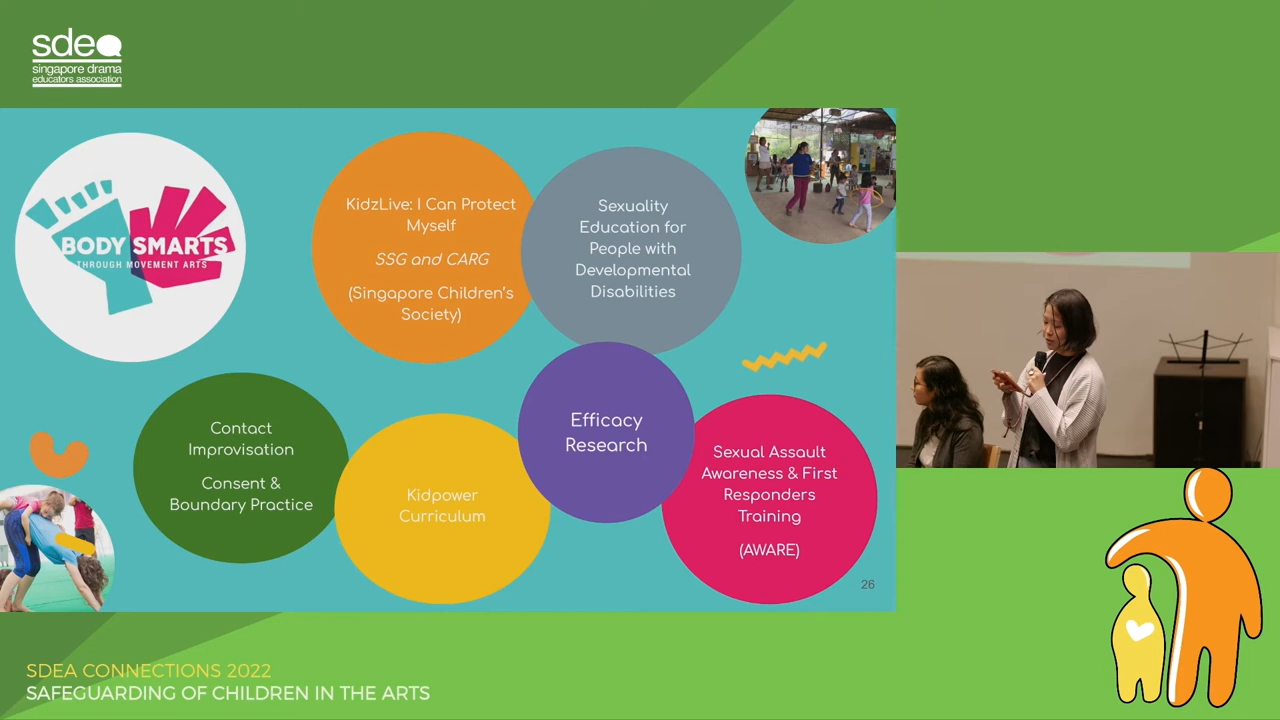 sdea
singapore drama
educators association
BODY SMARTS
THROUGH MOVEMENT ARTS
KidzLive: I Can Protect
Myself
SSG and CARG
(Singapore Children's
Society)
Sexuality
Education for
People with
Developmental
Disabilities
Contact
Improvisation
Consent &
Boundary Practice
Kidpower
Curriculum
Efficacy
Research
Sexual Assault
Awareness & First
Responders
Training
(AWARE)
26
SDEA CONNECTIONS 2022
SAFEGUARDING OF CHILDREN IN THE ARTS